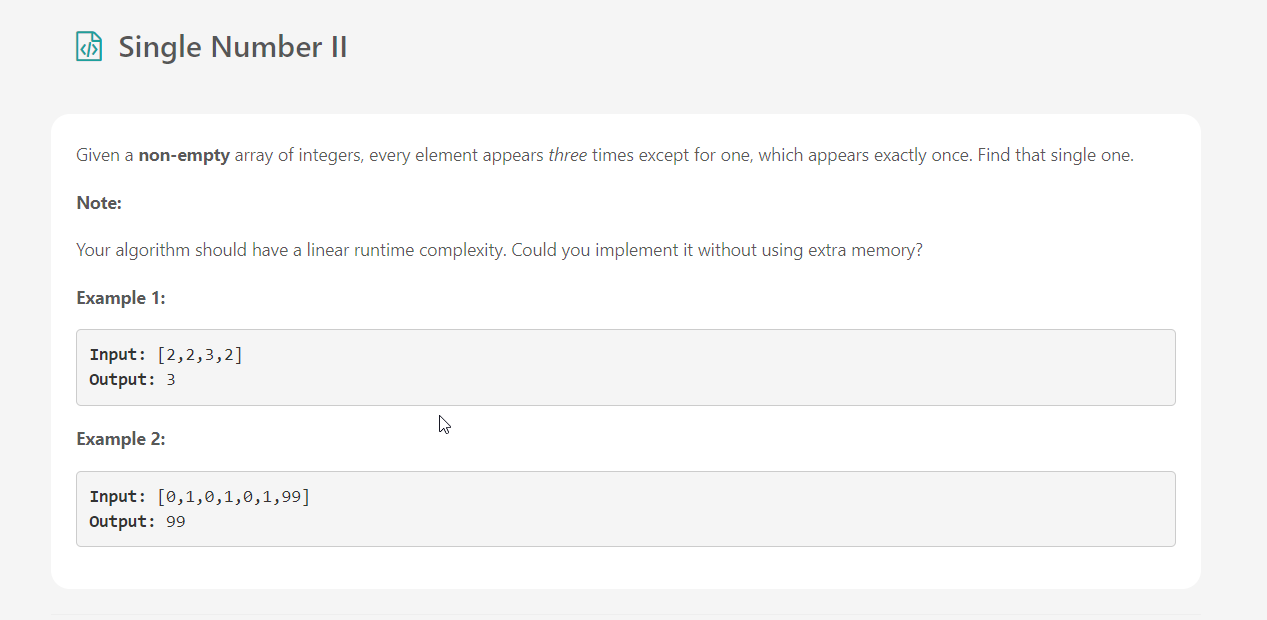 Single Number II
Given a non-empty array of integers, every element appears three times except for one, which appears exactly once. Find that single one.
Note:
Your algorithm should have a linear runtime complexity. Could you implement it without using extra memory?
Example 1:
Input: [2,2,3,2]
Output: 3
Example 2:
Input: [0,1,0,1,0,1,99]
Output: 99